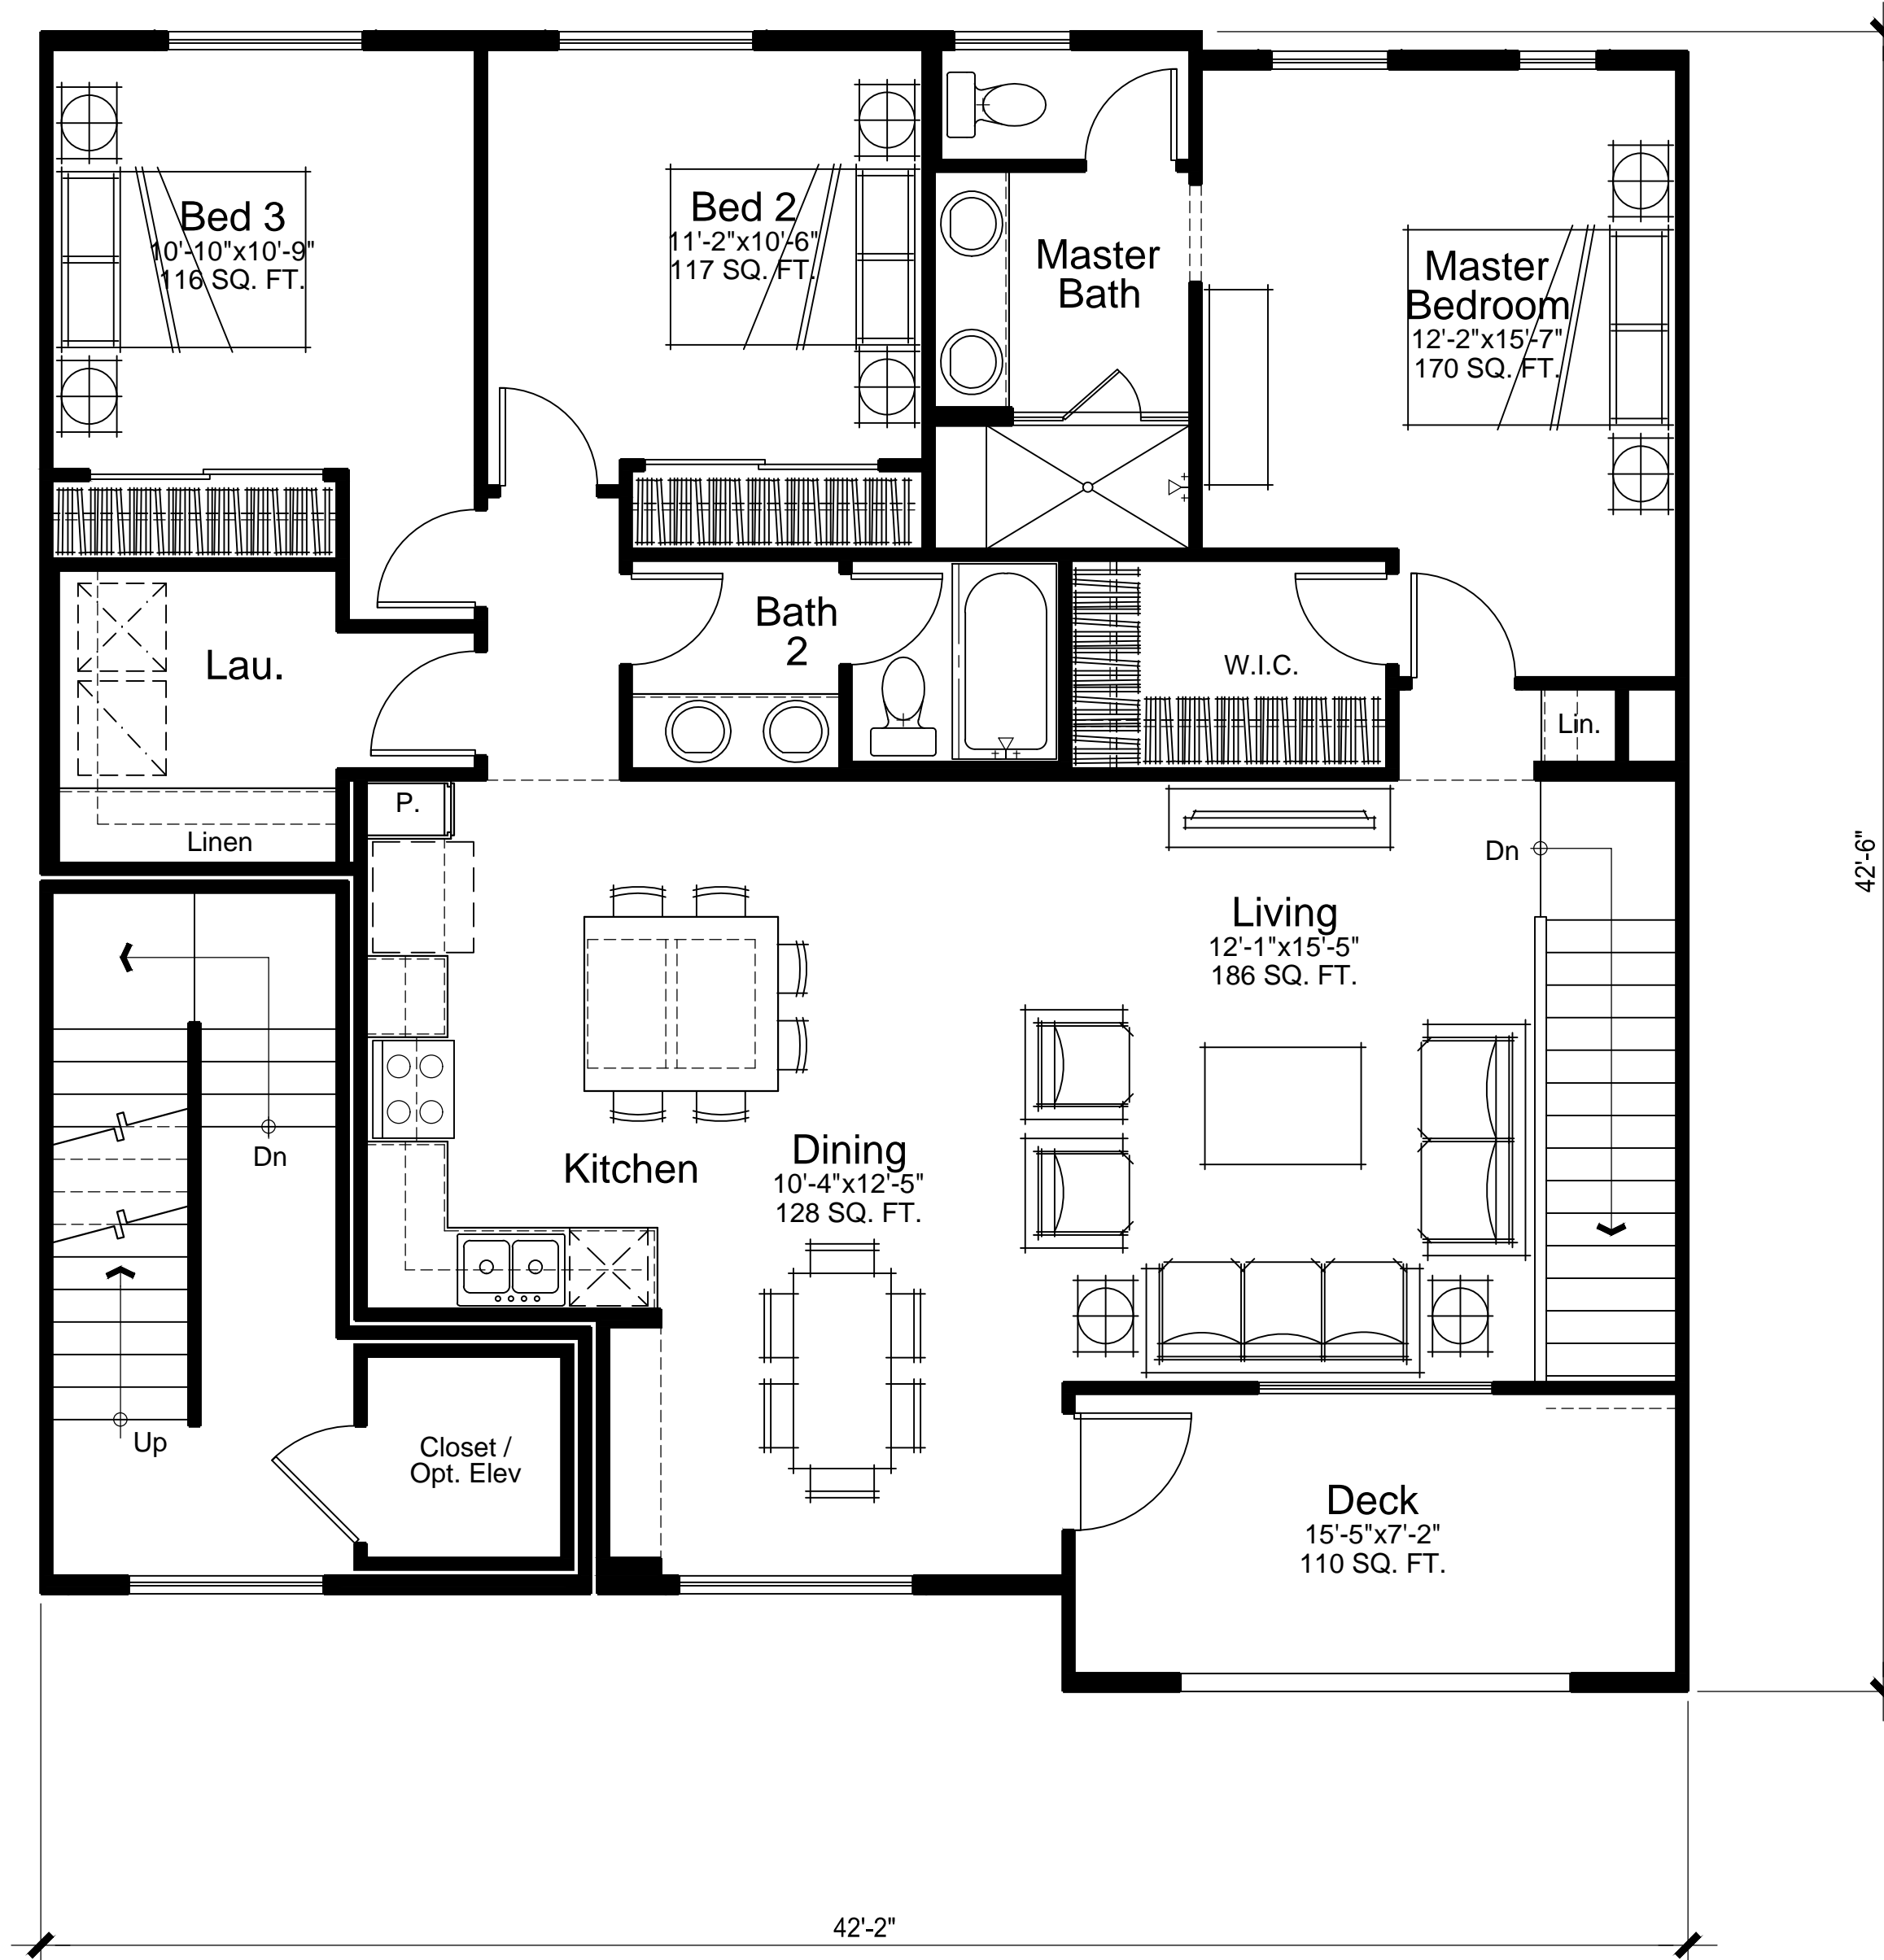 Bed 3
10'-10"x10'-9"
116 SQ. FT.
Bed 2
11'-2"x10'-6"
117 SQ. FT.
Master
Bath
Master
Bedroom
12'-2"x15'-7"
170 SQ. FT.
Lau.
Bath
2
W.I.C.
Lin.
P.
Linen
Dn
42'-6"
Living
12'-1"x15'-5"
186 SQ. FT.
Dn
Kitchen
Dining
10'-4"x12'-5"
128 SQ. FT.
Up
Closet /
Opt. Elev
Deck
15'-5"x7'-2"
110 SQ. FT.
42'-2"